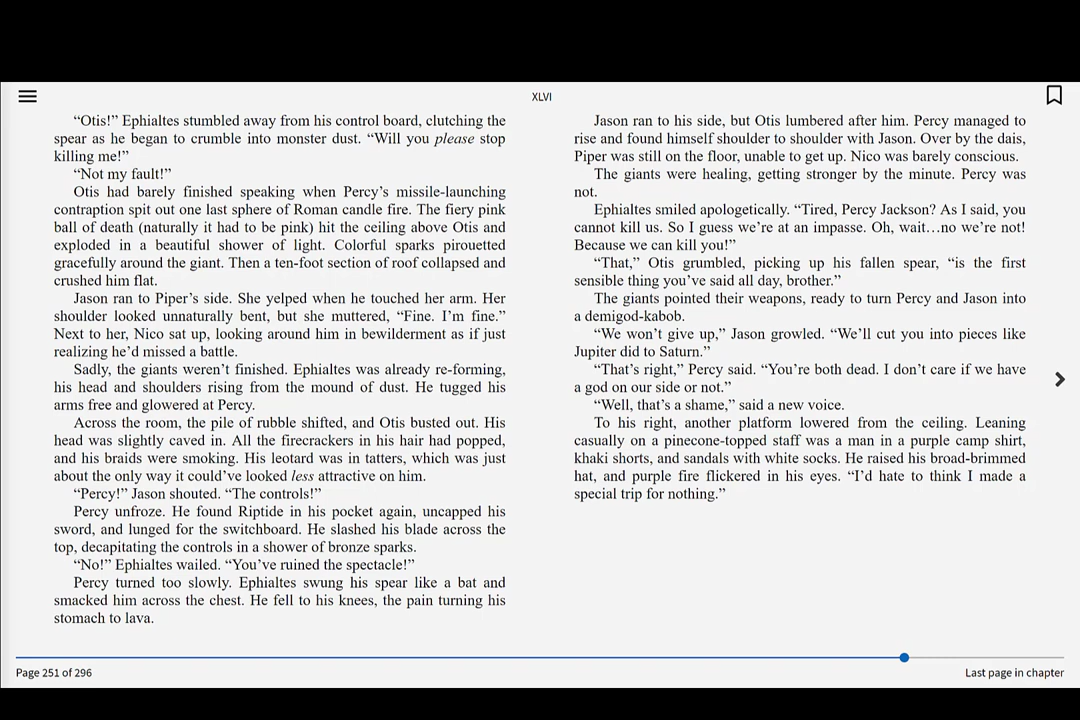 XLVI
“Otis!” Ephialtes stumbled away from his control board, clutching the
spear as he began to crumble into monster dust. “Will you please stop
killing me!”
“Not my fault!”
Otis had barely finished speaking when Percy’s missile-launching
contraption spit out one last sphere of Roman candle fire. The fiery pink
ball of death (naturally it had to be pink) hit the ceiling above Otis and
exploded in a beautiful shower of light. Colorful sparks pirouetted
gracefully around the giant. Then a ten-foot section of roof collapsed and
crushed him flat.
Jason ran to Piper’s side. She yelped when he touched her arm. Her
shoulder looked unnaturally bent, but she muttered, “Fine. I’m fine.”
Next to her, Nico sat up, looking around him in bewilderment as if just
realizing he’d missed a battle.
Sadly, the giants weren’t finished. Ephialtes was already re-forming,
his head and shoulders rising from the mound of dust. He tugged his
arms free and glowered at Percy.
Across the room, the pile of rubble shifted, and Otis busted out. His
head was slightly caved in. All the firecrackers in his hair had popped,
and his braids were smoking. His leotard was in tatters, which was just
about the only way it could’ve looked less attractive on him.
“Percy!” Jason shouted. “The controls!”
Percy unfroze. He found Riptide in his pocket again, uncapped his
sword, and lunged for the switchboard. He slashed his blade across the
top, decapitating the controls in a shower of bronze sparks.
“No!” Ephialtes wailed. “You’ve ruined the spectacle!”
Percy turned too slowly. Ephialtes swung his spear like a bat and
smacked him across the chest. He fell to his knees, the pain turning his
stomach to lava.
Jason ran to his side, but Otis lumbered after him. Percy managed to
rise and found himself shoulder to shoulder with Jason. Over by the dais,
Piper was still on the floor, unable to get up. Nico was barely conscious.
The giants were healing, getting stronger by the minute. Percy was
not.
Ephialtes smiled apologetically. “Tired, Percy Jackson? As I said, you
cannot kill us. So I guess we’re at an impasse. Oh, wait…no we’re not!
Because we can kill you!”
“That,” Otis grumbled, picking up his fallen spear, “is the first
sensible thing you’ve said all day, brother.”
The giants pointed their weapons, ready to turn Percy and Jason into
a demigod-kabob.
“We won’t give up,” Jason growled. “We’ll cut you into pieces like
Jupiter did to Saturn.”
“That’s right,” Percy said. “You’re both dead. I don’t care if we have
a god on our side or not.”
“Well, that’s a shame,” said a new voice.
To his right, another platform lowered from the ceiling. Leaning
casually on a pinecone-topped staff was a man in a purple camp shirt,
khaki shorts, and sandals with white socks. He raised his broad-brimmed
hat, and purple fire flickered in his eyes. “I’d hate to think I made a
special trip for nothing.”
Page 251 of 296
Last page in chapter